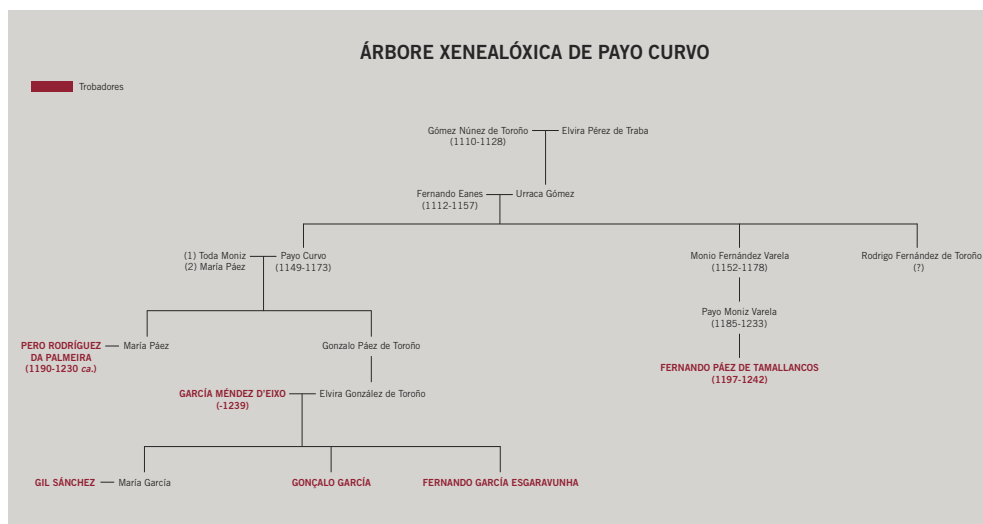 ÁRBORE XENEALÓXICA DE PAYO CURVO
Trobadores
Gómez Núnez de Toroño
(1110-1128)
Elvira Pérez de Traba
Fernando Eanes
(1112-1157)
Urraca Gómez
(1) Toda Moniz
(2) María Páez
Payo Curvo
(1149-1173)
Monio Fernández Varela
(1152-1178)
Rodrigo Fernández de Toroño
(?)
Payo Moniz Varela
(1185-1233)
PERO RODRÍGUEZ
DA PALMEIRA
(1190-1230 ca.)
María Páez
Gonzalo Páez de Toroño
FERNANDO PÁEZ DE TAMALLANCOS
(1197-1242)
GARCÍA MÉNDEZ D'EIXO
(-1239)
Elvira González de Toroño
GIL SÁNCHEZ
María García
GONÇALO GARCÍA
FERNANDO GARCÍA ESGARAVUNHA